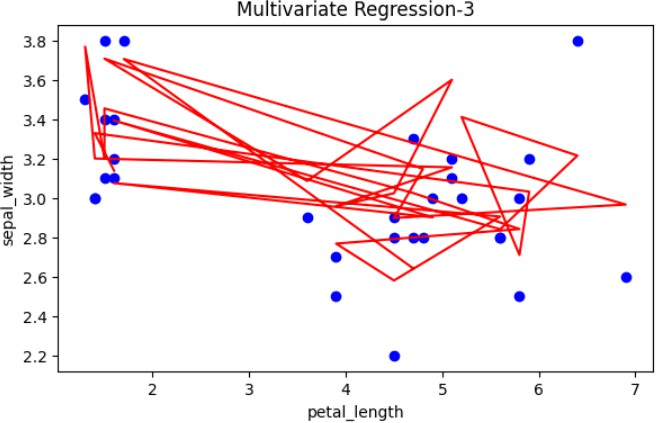 Multivariate Regression-3
3.8
3.6
3.4
3.2
3.0
2.8
2.6
2.4
2.2
sepal_width
2 3 4 5 6 7
petal_length